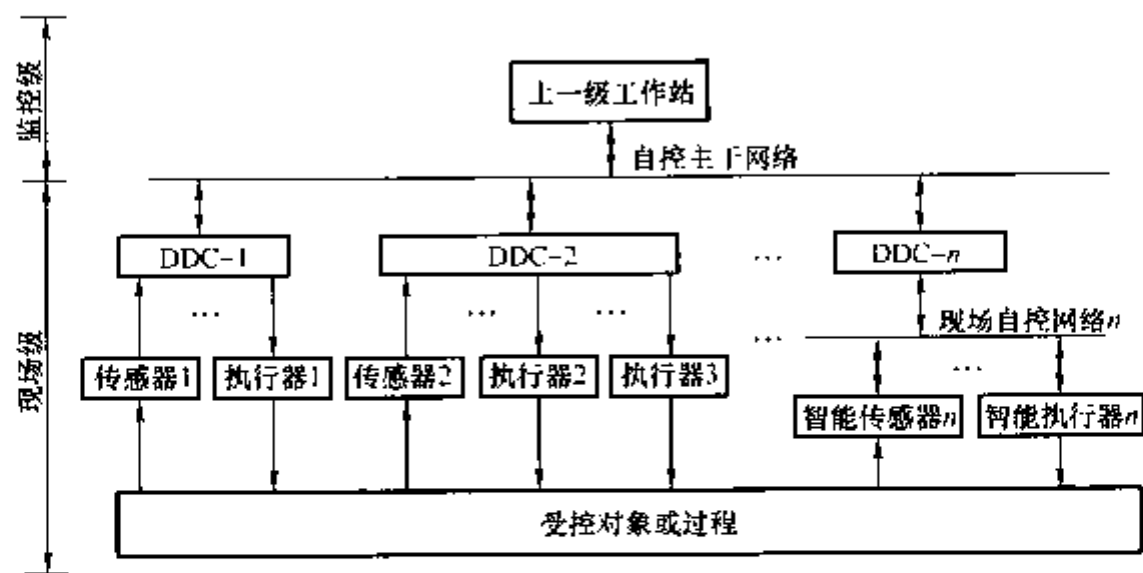 监控级
上一级工作站
自控主干网络
现场级
DDC-1
DDC-2
...
DDC-n
...
...
...
现场自控网络n
...
传感器1
执行器1
传感器2
执行器2
执行器3
...
智能传感器n
智能执行器n
受控对象或过程